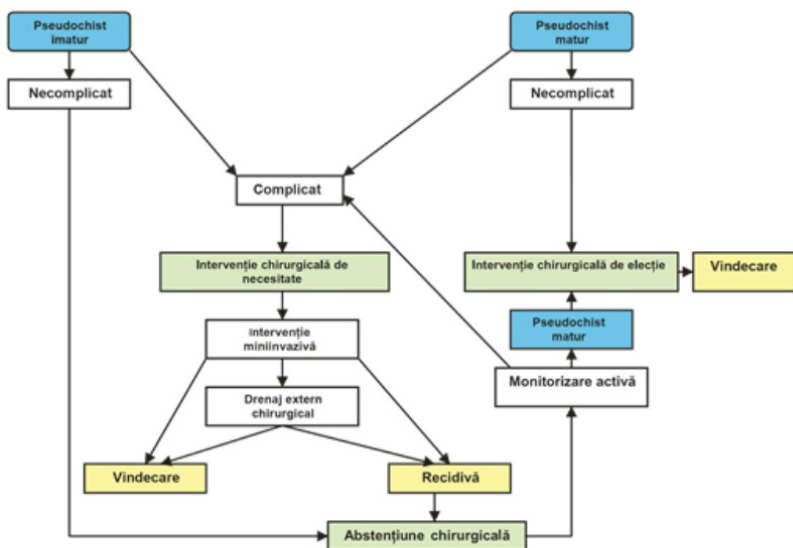 Pseudochist
imatur
Pseudochist
matur
Necomplicat
Necomplicat
Complicat
Intervenție chirurgicală de
necesitate
Intervenție chirurgicală de elecție
Vindecare
Intervenție
miniinvazivă
Pseudochist
matur
Monitorizare activă
Drenaj extern
chirurgical
Vindecare
Recidivă
Abstențiune chirurgicală